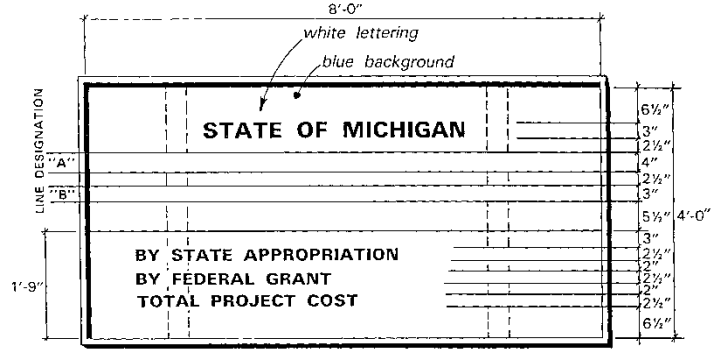 8'-0"
white lettering
blue background
LINE DESIGNATION
STATE OF MICHIGAN
"A"
"B"
6½"
3"
2½"
4"
2½"
3"
5½"
4'-0"
3"
2½"
2"
2½"
2"
2½"
6½"
1'-9"
BY STATE APPROPRIATION
BY FEDERAL GRANT
TOTAL PROJECT COST